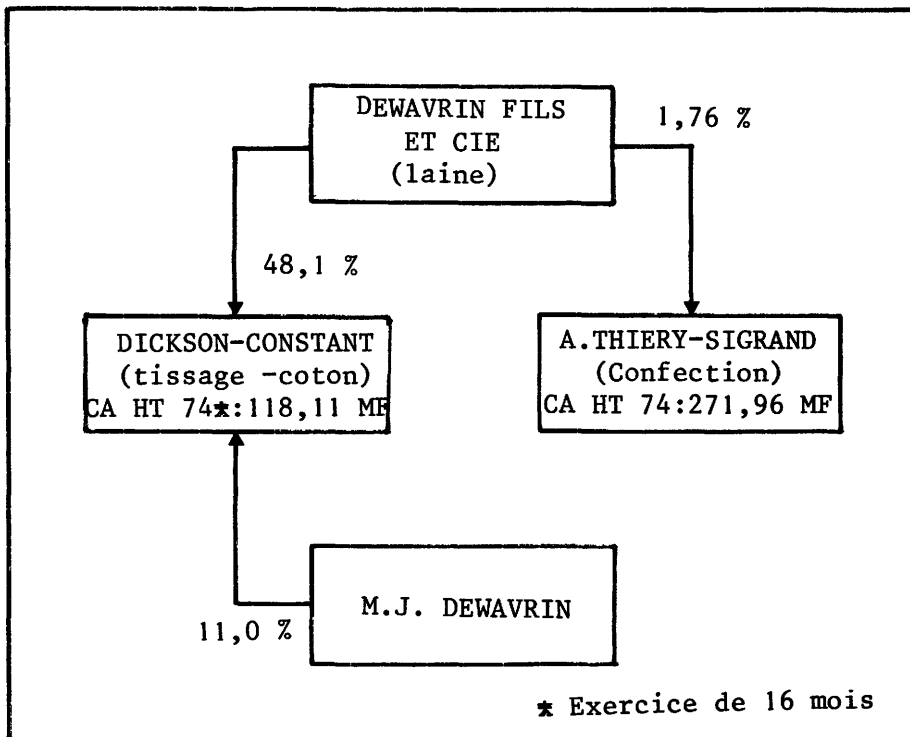 DEWAVRIN FILS
ET CIE
(laine)
1,76 %
48,1 %
DICKSON-CONSTANT
(tissage -coton)
CA HT 74*:118,11 MF
A.THIERY-SIGRAND
(Confection)
CA HT 74:271,96 MF
M.J. DEWAVRIN
11,0 %
* Exercice de 16 mois